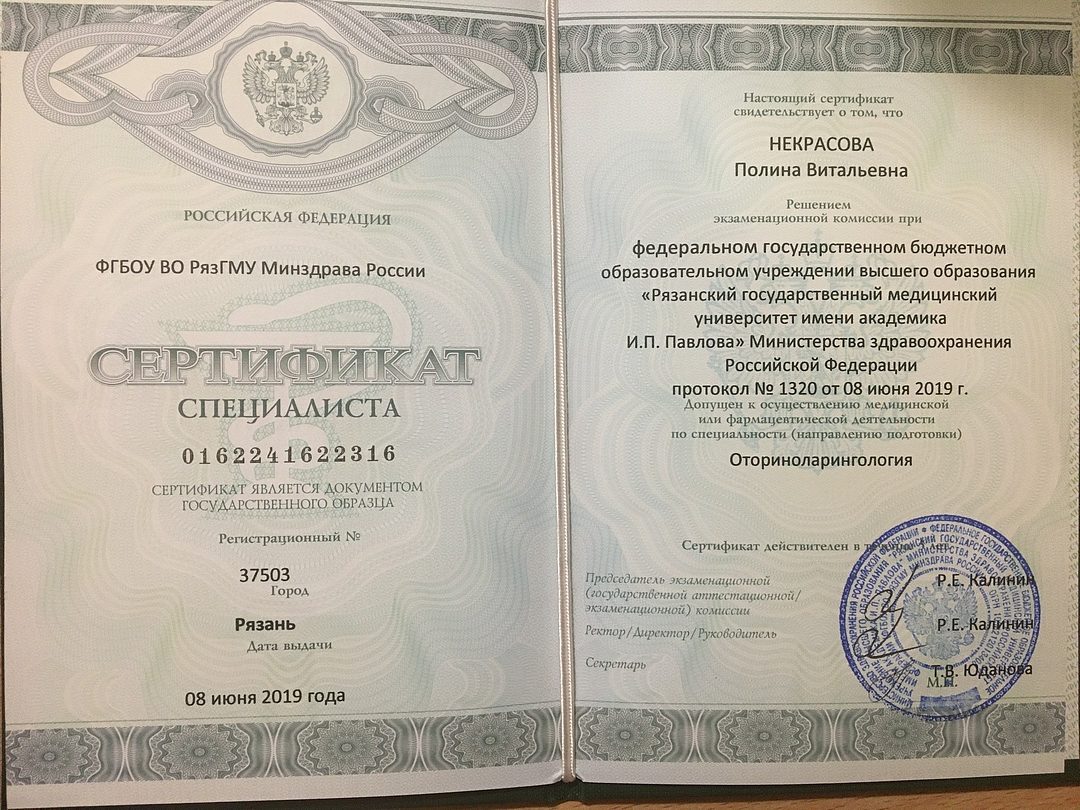 РОССИЙСКАЯ ФЕДЕРАЦИЯ
ФГБОУ ВО РязГМУ Минздрава России
СЕРТИФИКАТ
СПЕЦИАЛИСТА
0162241622316
СЕРТИФИКАТ ЯВЛЯЕТСЯ ДОКУМЕНТОМ
ГОСУДАРСТВЕННОГО ОБРАЗЦА
Регистрационный №
37503
Город
Рязань
Дата выдачи
08 июня 2019 года
Настоящий сертификат
свидетельствует о том, что
НЕКРАСОВА
Полина Витальевна
Решением
экзаменационной комиссии при
федеральном государственном бюджетном
образовательном учреждении высшего образования
«Рязанский государственный медицинский
университет имени академика
И.П. Павлова» Министерства здравоохранения
Российской Федерации
протокол № 1320 от 08 июня 2019 г.
Допущен к осуществлению медицинской
или фармацевтической деятельности
по специальности (направлению подготовки)
Оториноларингология
Сертификат действителен в
Председатель экзаменационной
(государственной аттестационной/
экзаменационной) комиссии
Р.Е. Калинин
Ректор/Директор/Руководитель
Р.Е. Калинин
Секретарь
Т.В. Юданова
М.П.